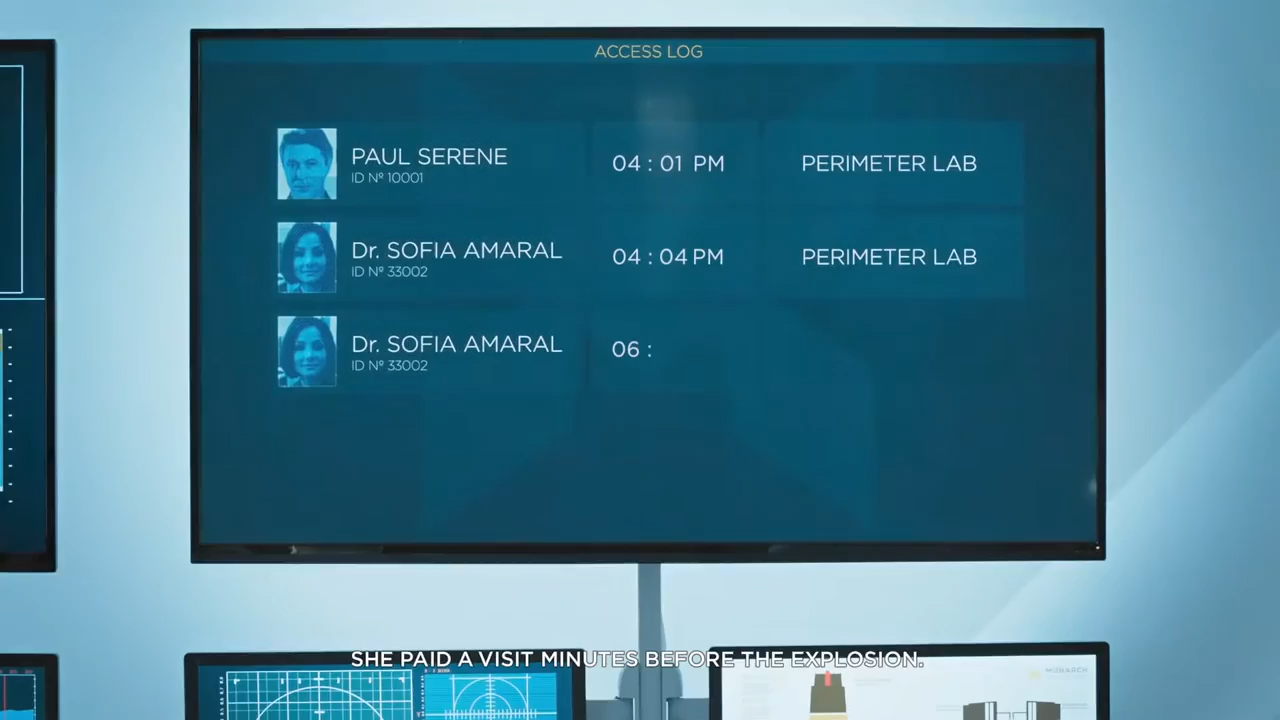 ACCESS LOG
PAUL SERENE
ID Nº 10001
04 : 01 PM
PERIMETER LAB
Dr. SOFIA AMARAL
ID Nº 33002
04 : 04 PM
PERIMETER LAB
Dr. SOFIA AMARAL
ID Nº 33002
06 :
SHE PAID A VISIT MINUTES BEFORE THE EXPLOSION.
MONARCH